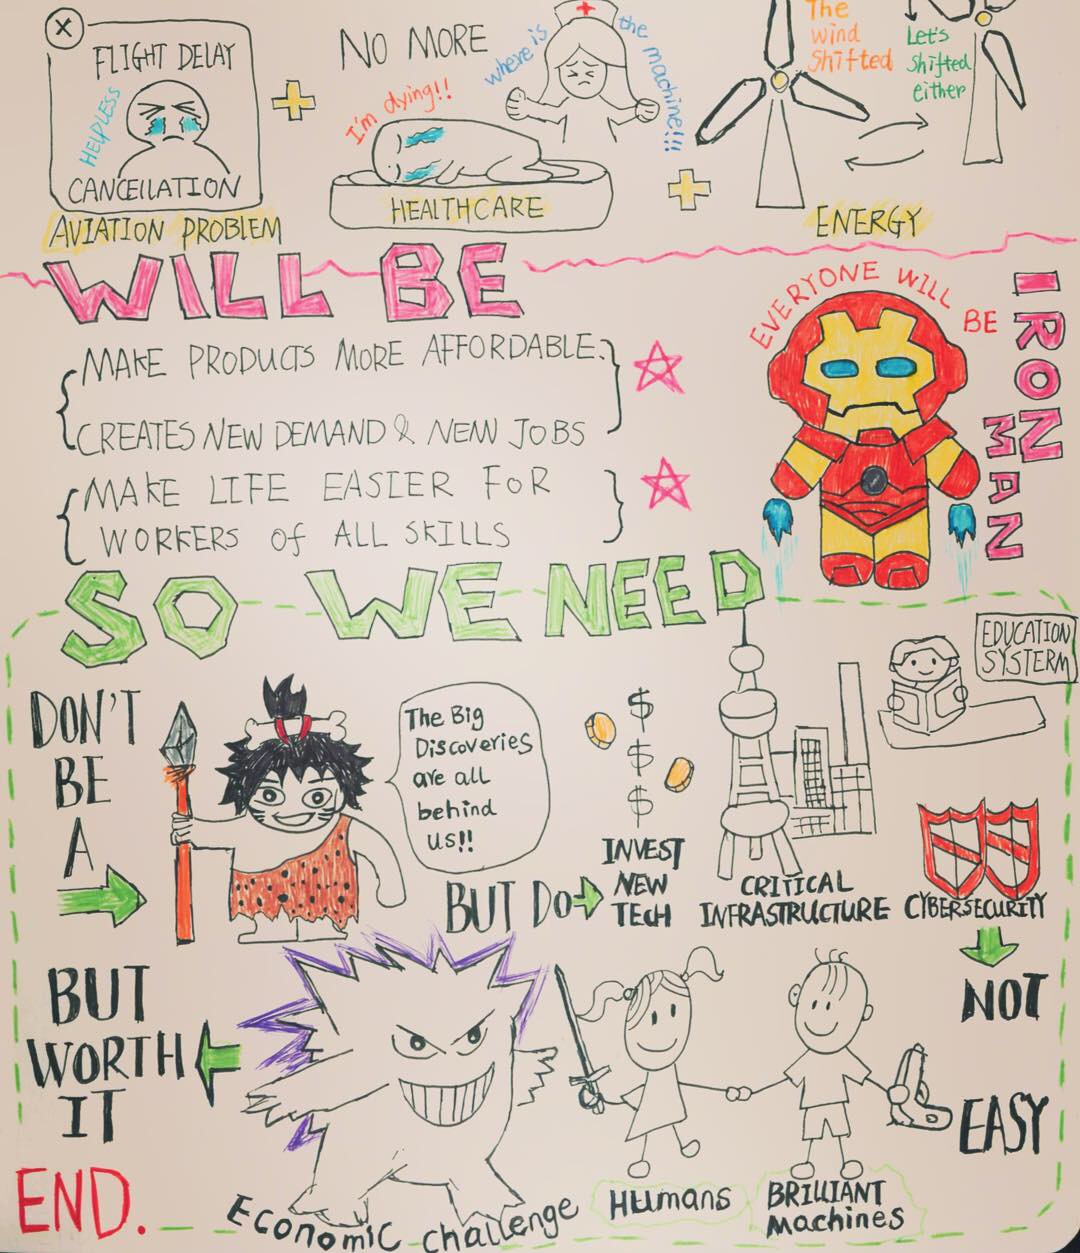 X
FLIGHT DELAY
HELPLESS
CANCELLATION
AVIATION PROBLEM
NO MORE
I'm dying!!
where is
the machine!!!
HEALTHCARE
The
wind
Shifted
Let's
Shifted
either
ENERGY
WILL BE
MAKE PRODUCTS MORE AFFORDABLE
CREATES NEW DEMAND & NEW JOBS
MAKE LIFE EASIER FOR
WORKERS of ALL SKILLS
EVERYONE WILL
BE
IRON
MAN
SO WE NEED
DON'T
BE
A
The Big
Discoveries
are all
behind
us!!
BUT DO
$
$
$
INVEST
NEW
TECH
CRITICAL
INFRASTRUCTURE
EDUCATION
SYSTERM
CYBERSECURITY
NOT
EASY
Humans
BRILLIANT
Machines
Economic challenge
BUT
WORTH
IT
END.